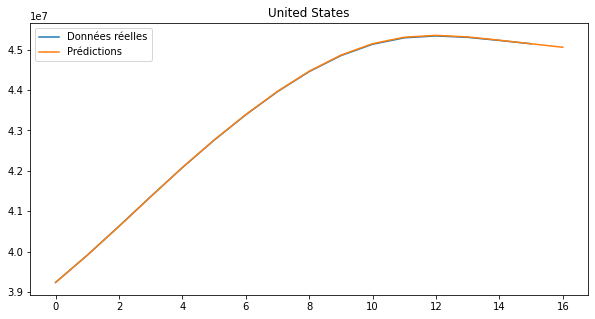 United States
1e7
Données réelles
Prédictions
4.5
4.4
4.3
4.2
4.1
4.0
3.9
0 2 4 6 8 10 12 14 16